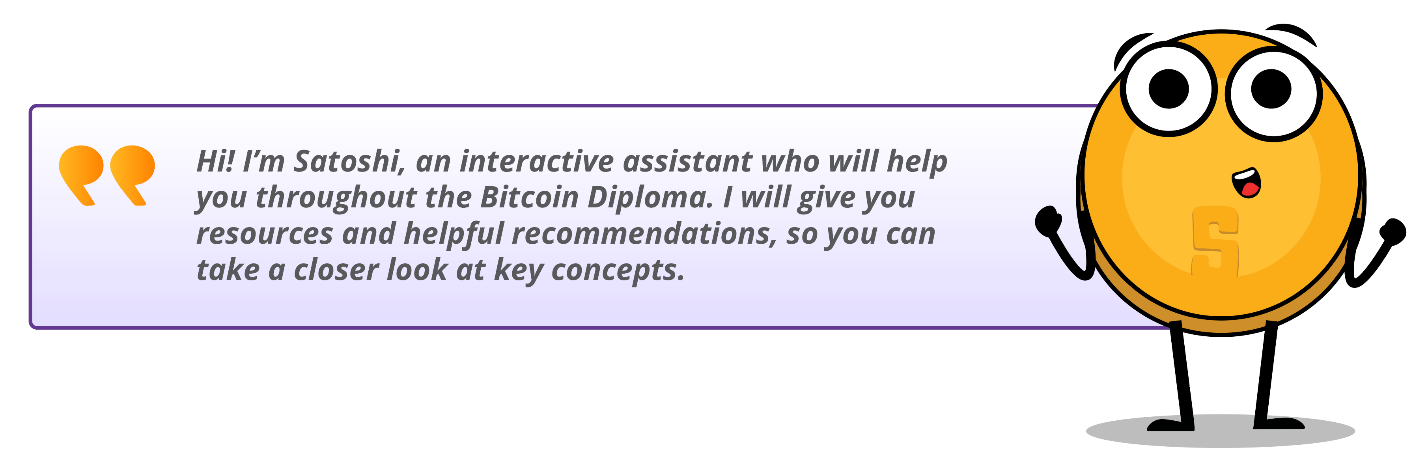 Hi! I’m Satoshi, an interactive assistant who will help
you throughout the Bitcoin Diploma. I will give you
resources and helpful recommendations, so you can
take a closer look at key concepts.
S